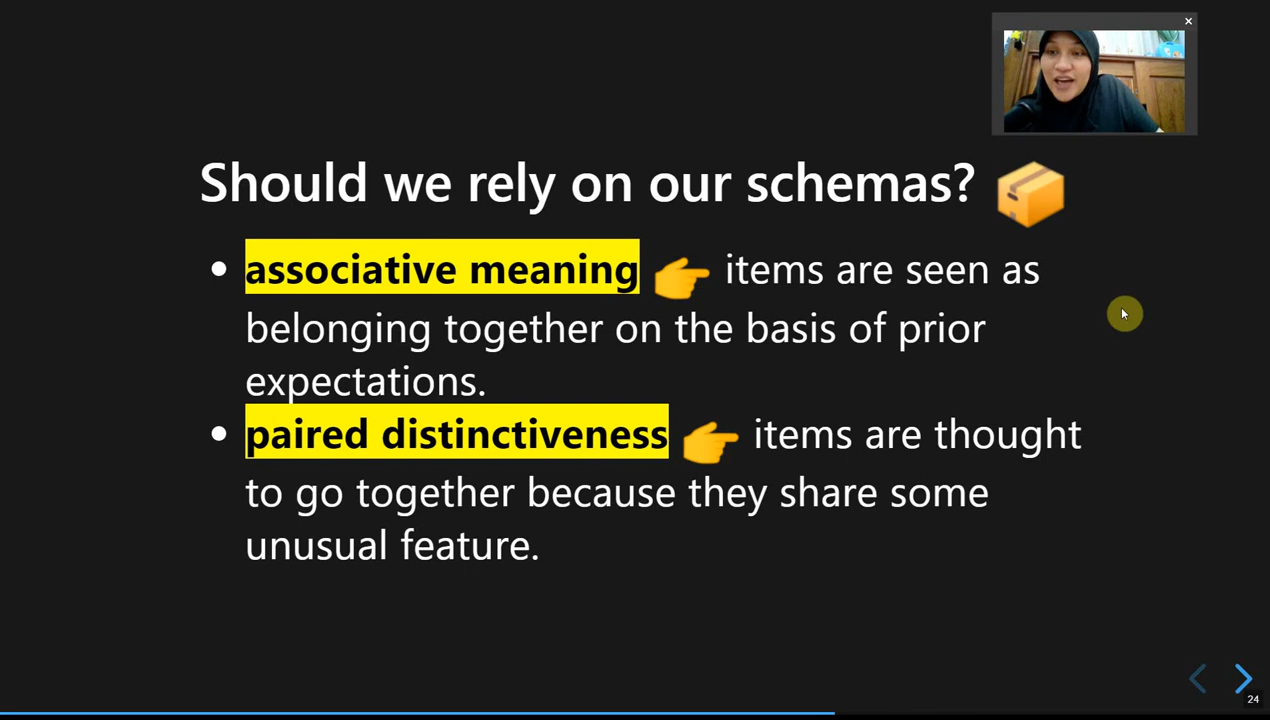 Should we rely on our schemas?
• associative meaning 👉 items are seen as
belonging together on the basis of prior
expectations.
• paired distinctiveness 👉 items are thought
to go together because they share some
unusual feature.
24